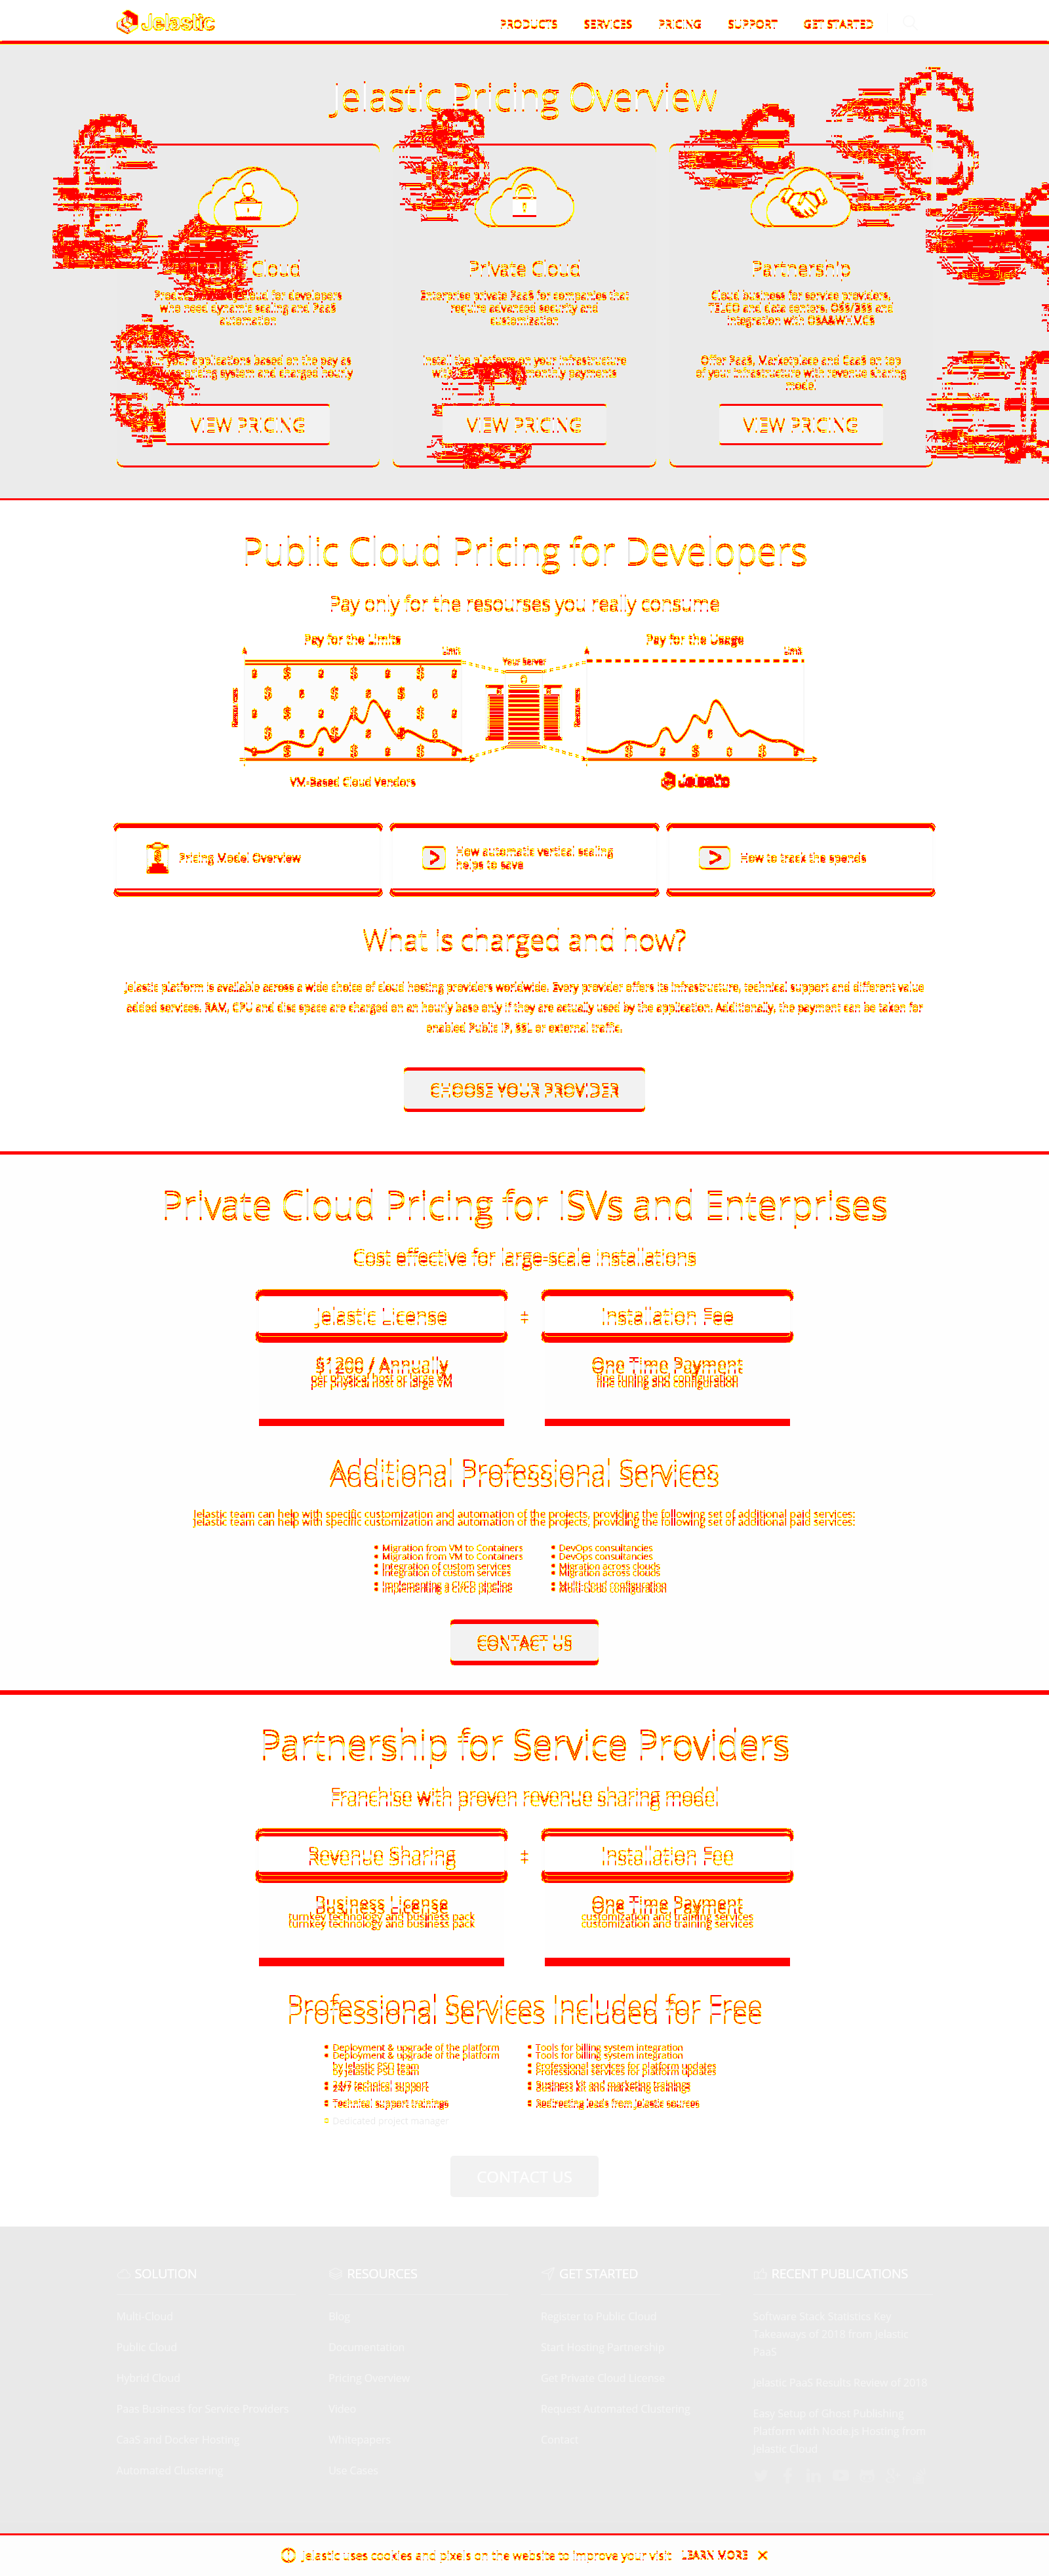 Jelastic
PRODUCTS SERVICES PRICING SUPPORT GET STARTED
Jelastic Pricing Overview
Cloud
Private Cloud
Partnership
cloud for developers
who need dynamic scaling and PaaS
automation
Enterprise private PaaS for companies that
require advanced security and
customization
Cloud business for service providers,
TELCO and data centers, OSS/BSS and
integration with
applications based on the pay as
pricing system and charged hourly
Install the platform on your infrastructure
monthly payments
Offer PaaS, Marketplace and CaaS on top
of your infrastructure with revenue sharing
model
VIEW PRICING
VIEW PRICING
VIEW PRICING
Public Cloud Pricing for Developers
Pay only for the resourses you really consume
Pay for the Limits
Pay for the Usage
Limit
Your Server
Limit
Resources
Resources
VM-Based Cloud Vendors
Jelastic
Pricing Model Overview
How automatic vertical scaling
helps to save
How to track the spends
What is charged and how?
Jelastic platform is available across a wide choice of cloud hosting providers worldwide. Every provider offers its infrastructure, technical support and different value
added services. RAM, CPU and disc space are charged on an hourly base only if they are actually used by the application. Additionally, the payment can be taken for
enabled Public IP, SSL or external traffic.
CHOOSE YOUR PROVIDER
Private Cloud Pricing for ISVs and Enterprises
Cost effective for large-scale installations
Jelastic License
+
Installation Fee
$1200 / Annually
per physical host or large VM
One Time Payment
fine tuning and configuration
Additional Professional Services
Jelastic team can help with specific customization and automation of the projects, providing the following set of additional paid services:
• Migration from VM to Containers
• Integration of custom services
• Implementing a CI/CD pipeline
• DevOps consultancies
• Migration across clouds
• Multi-cloud configuration
CONTACT US
Partnership for Service Providers
Franchise with proven revenue sharing model
Revenue Sharing
+
Installation Fee
Business License
turnkey technology and business pack
One Time Payment
customization and training services
Professional Services Included for Free
• Deployment & upgrade of the platform
by Jelastic PSO team
• 24/7 technical support
• Technical support trainings
• Dedicated project manager
• Tools for billing system integration
• Professional services for platform updates
• Business kit and marketing trainings
• Redirecting leads from Jelastic sources
CONTACT US
SOLUTION
Multi-Cloud
Public Cloud
Hybrid Cloud
PaaS Business for Service Providers
CaaS and Docker Hosting
Automated Clustering
RESOURCES
Blog
Documentation
Pricing Overview
Video
Whitepapers
Use Cases
GET STARTED
Register to Public Cloud
Start Hosting Partnership
Get Private Cloud License
Request Automated Clustering
Contact
RECENT PUBLICATIONS
Software Stack Statistics Key
Takeaways of 2018 from Jelastic
PaaS
Jelastic PaaS Results Review of 2018
Easy Setup of Ghost Publishing
Platform with Node.js Hosting from
Jelastic Cloud
Jelastic uses cookies and pixels on the website to improve your visit LEARN MORE